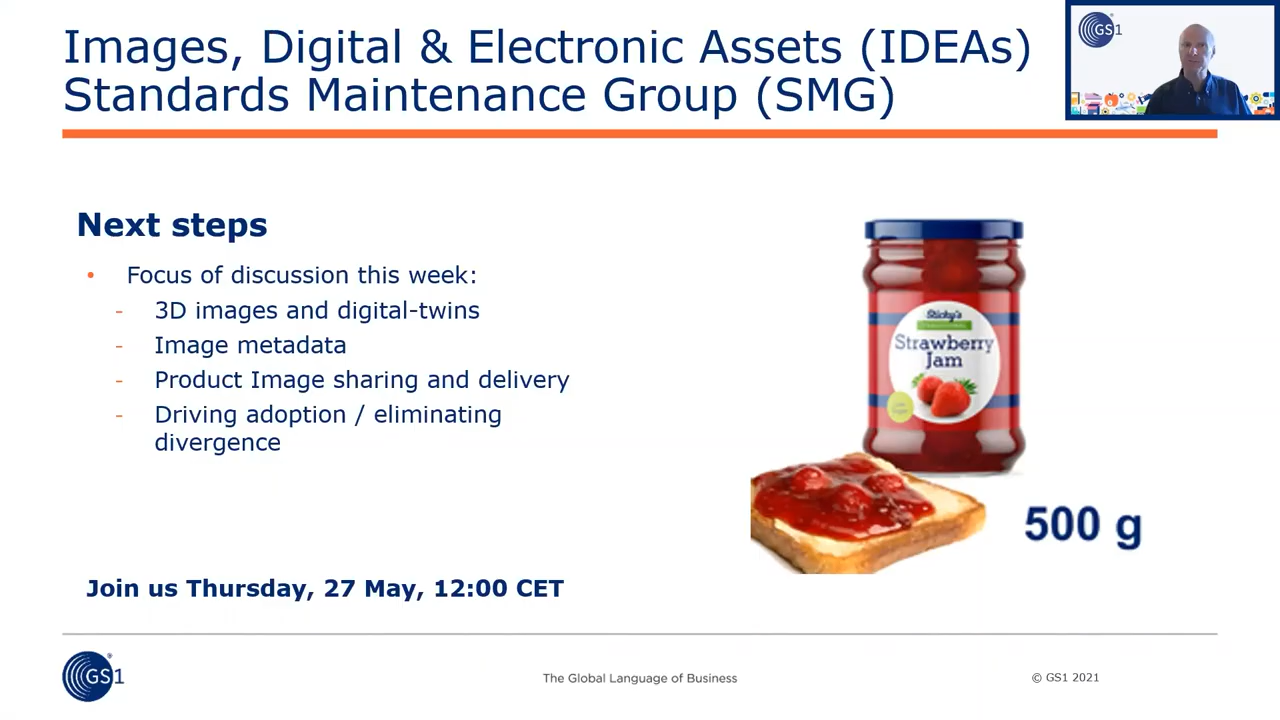 Images, Digital & Electronic Assets (IDEAs)
Standards Maintenance Group (SMG)
GS1
Next steps
• Focus of discussion this week:
- 3D images and digital-twins
- Image metadata
- Product Image sharing and delivery
- Driving adoption / eliminating
divergence
Sticky's
Strawberry
Jam
500 g
Join us Thursday, 27 May, 12:00 CET
GS1
The Global Language of Business
© GS1 2021